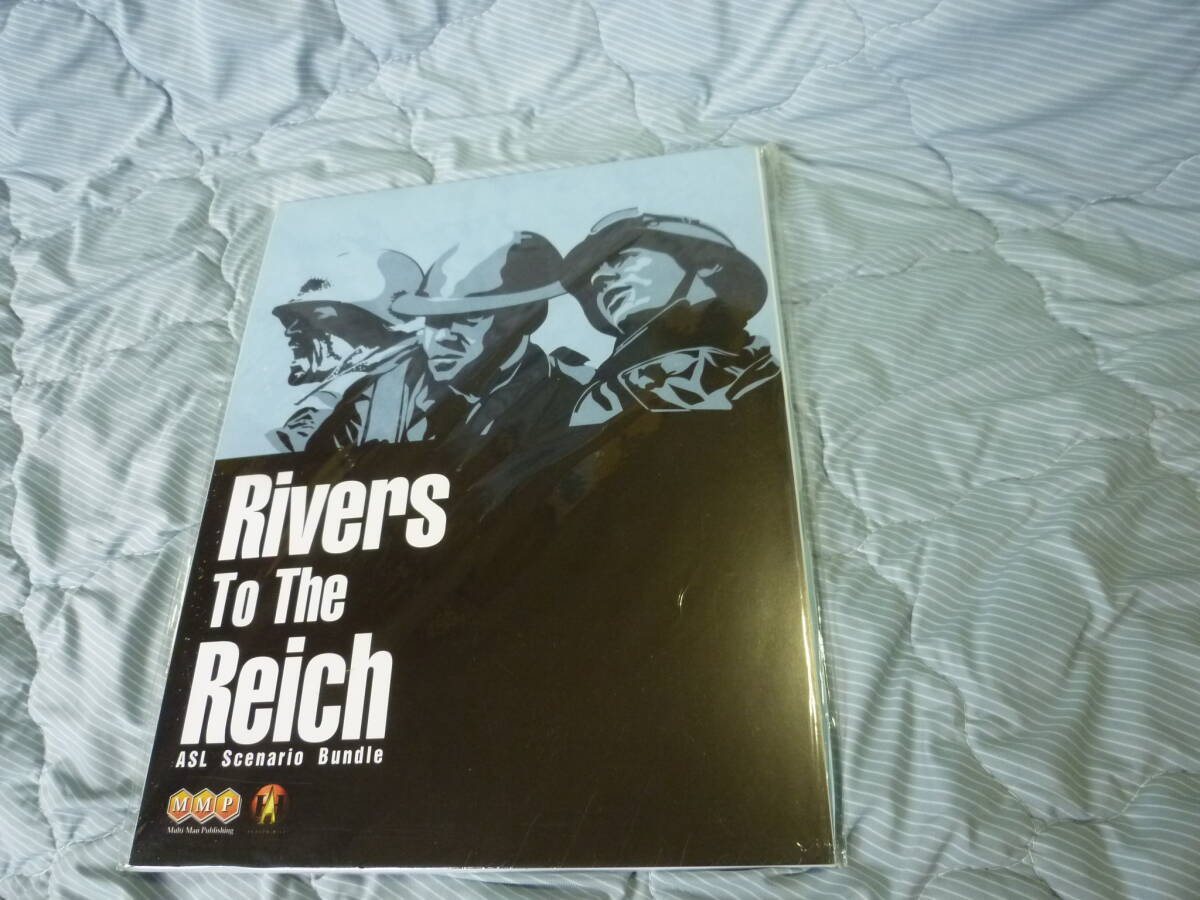 Rivers
To The
Reich
ASL Scenario Bundle
MMP
Multi-Man Publishing